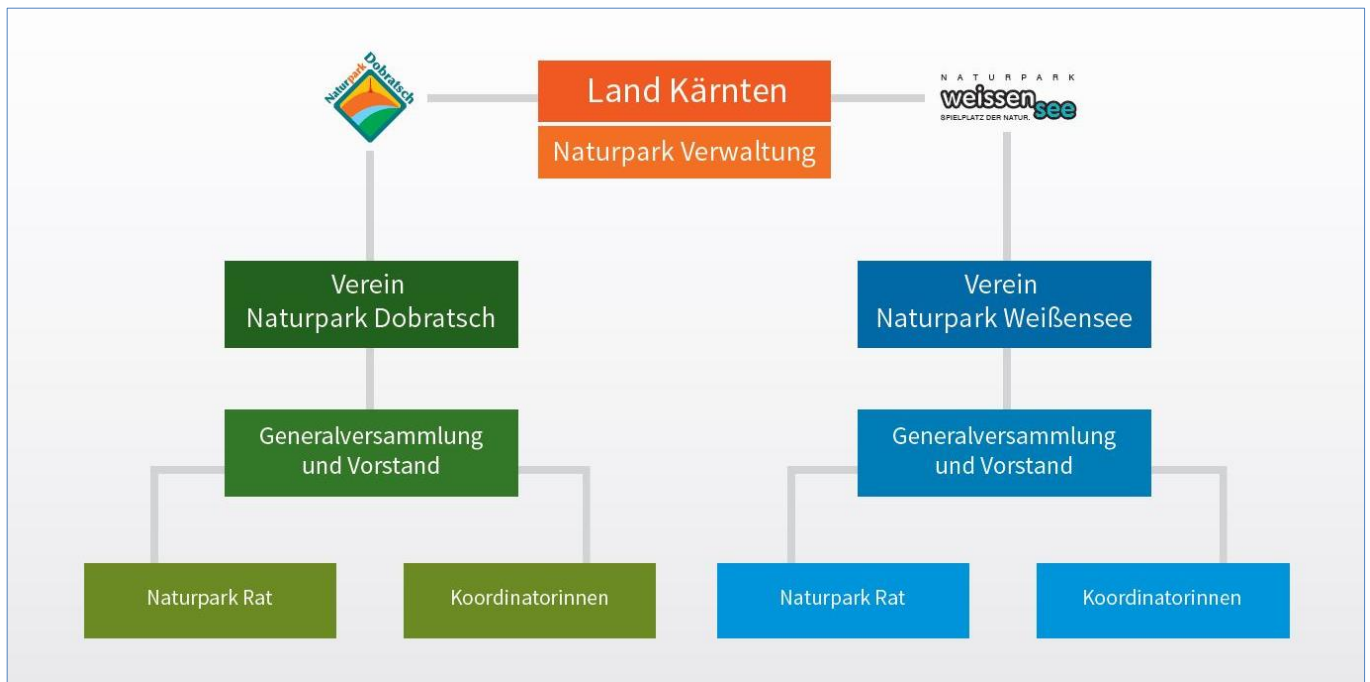 Naturpark Dobratsch
Land Kärnten
Naturpark Verwaltung
NATURPARK
weissensee
SPIELPLATZ DER NATUR.
Verein
Naturpark Dobratsch
Verein
Naturpark Weißensee
Generalversammlung
und Vorstand
Generalversammlung
und Vorstand
Naturpark Rat
Koordinatorinnen
Naturpark Rat
Koordinatorinnen